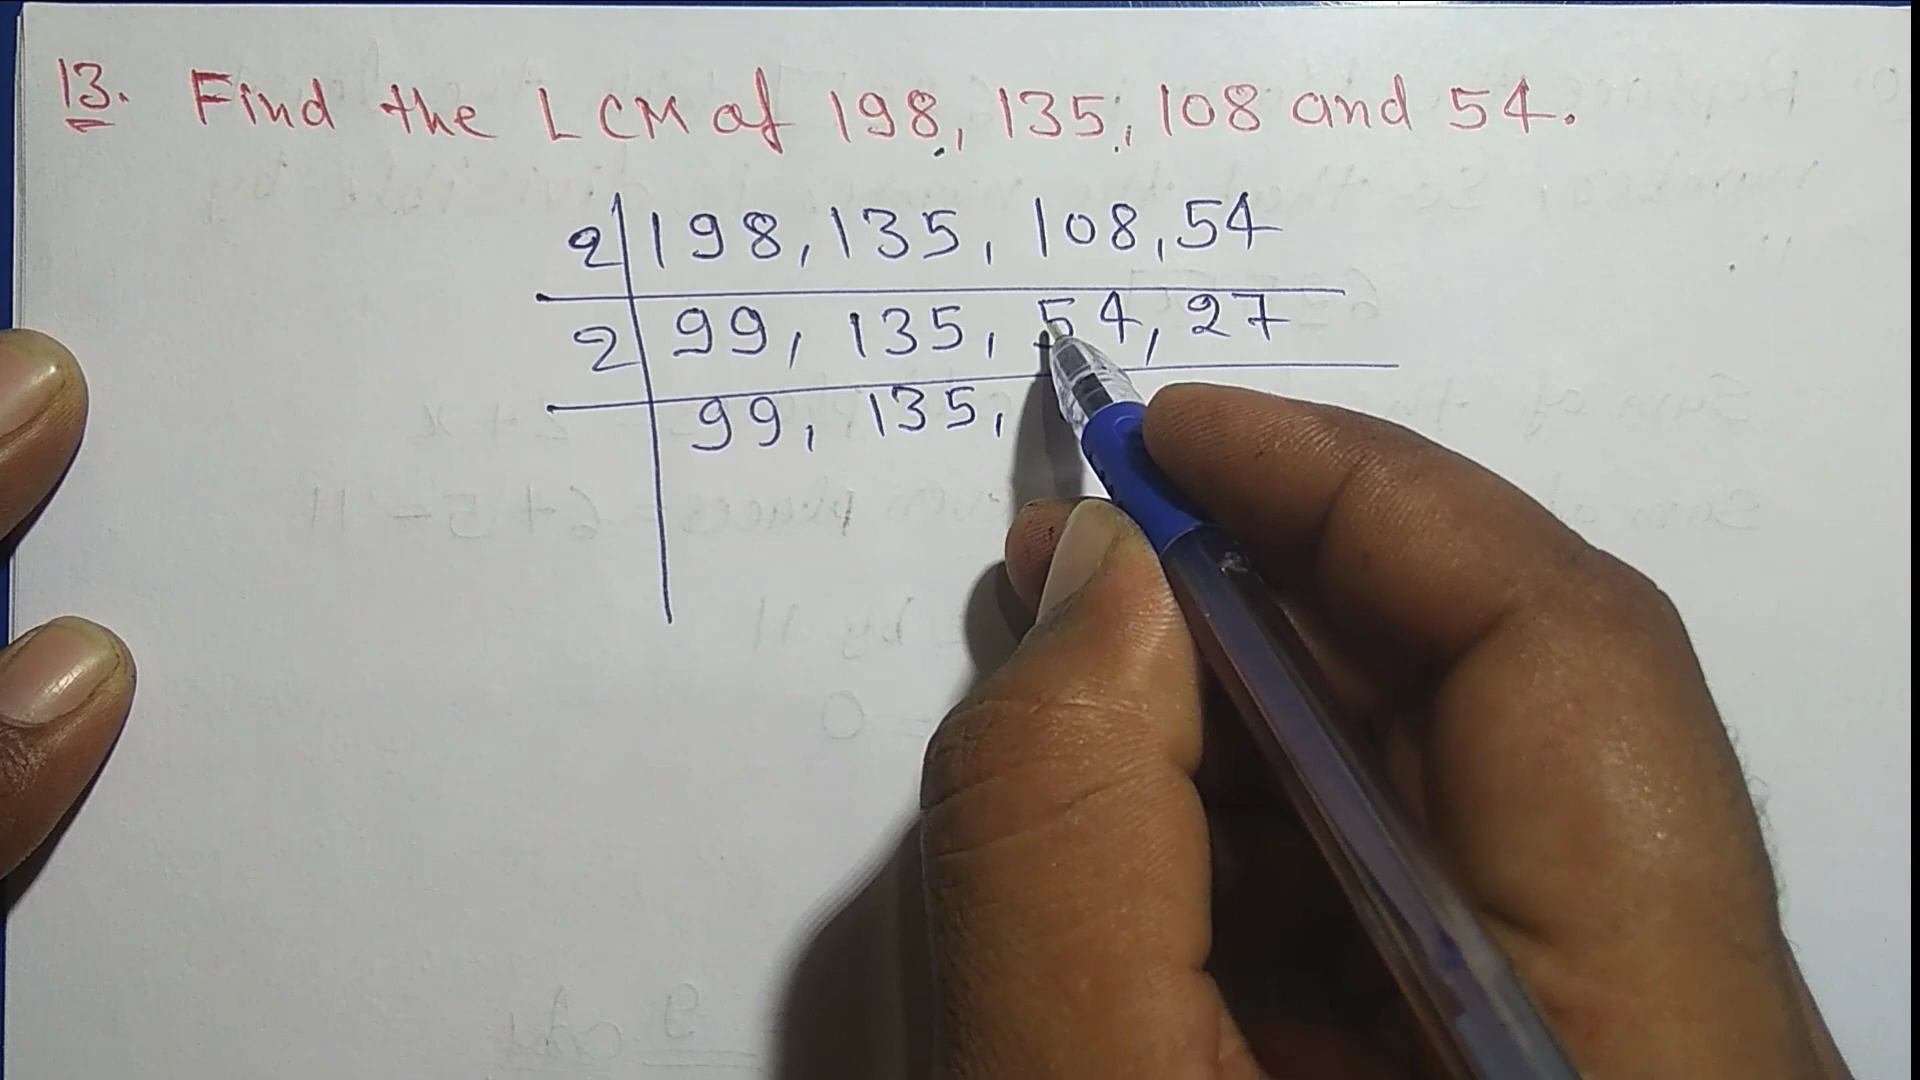 13. Find the LCM of 198, 135, 108 and 54.
2 198, 135, 108, 54
2 99, 135, 54, 27
99, 135,